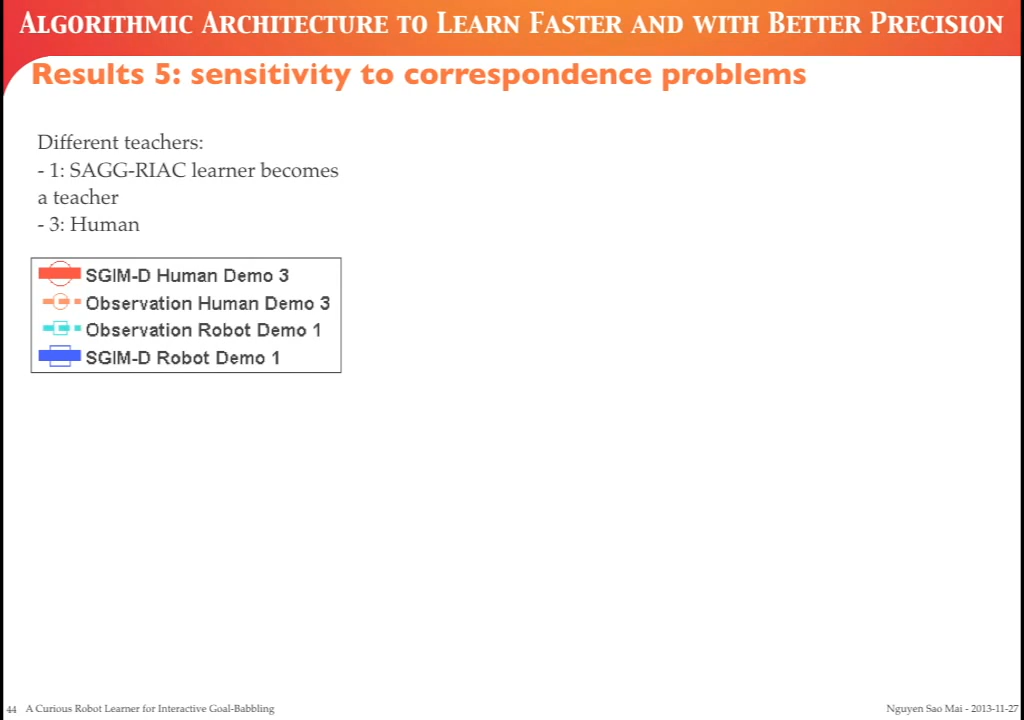 Algorithmic Architecture to Learn Faster and with Better Precision
Results 5: sensitivity to correspondence problems
Different teachers:
- 1: SAGG-RIAC learner becomes
a teacher
- 3: Human
SGIM-D Human Demo 3
Observation Human Demo 3
Observation Robot Demo 1
SGIM-D Robot Demo 1
44 A Curious Robot Learner for Interactive Goal-Babbling
Nguyen Sao Mai - 2013-11-27